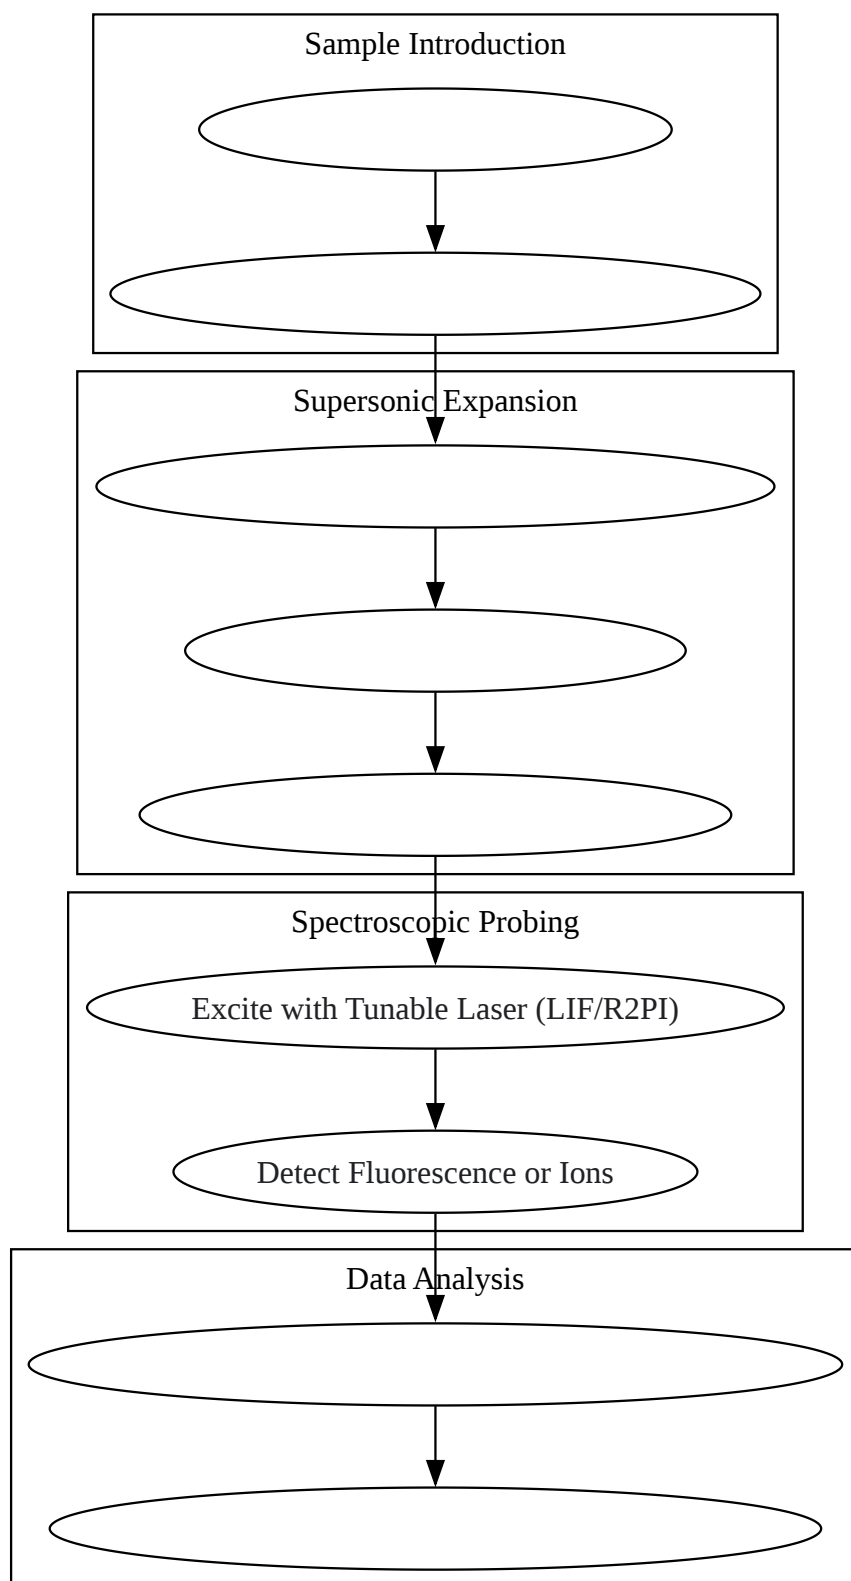 Sample Introduction
Supersonic Expansion
Spectroscopic Probing
Excite with Tunable Laser (LIF/R2PI)
Detect Fluorescence or Ions
Data Analysis